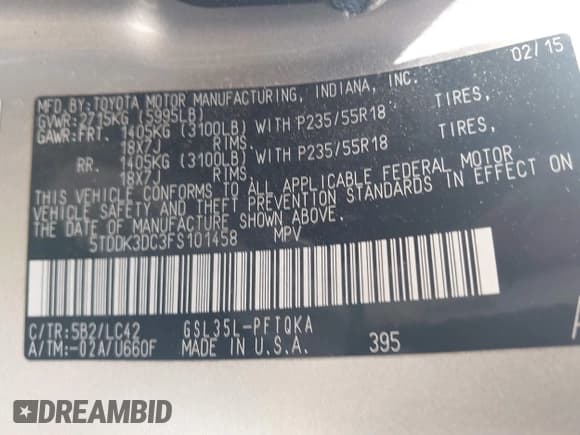 02/15
MFD.BY:TOYOTA MOTOR MANUFACTURING, INDIANA, INC.
GVWR:2715KG (5995LB)
GAWR:FRT. 1405KG (3100LB) WITH P235/55R18 TIRES,
18X7J RIMS.
RR. 1405KG (3100LB) WITH P235/55R18 TIRES,
18X7J RIMS.
THIS VEHICLE CONFORMS TO ALL APPLICABLE FEDERAL MOTOR
VEHICLE SAFETY AND THEFT PREVENTION STANDARDS IN EFFECT ON
THE DATE OF MANUFACTURE SHOWN ABOVE.
5TDDK3DC3FS101458 MPV
C/TR:5B2/LC42 GSL35L-PFTQKA
A/TM:-02A/U660F MADE IN U.S.A. 395
DREAMBID